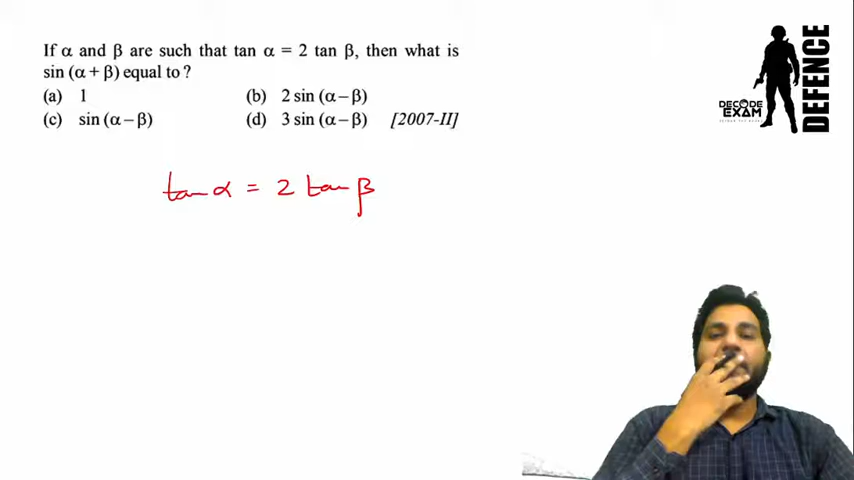 If α and β are such that tan α = 2 tan β, then what is
sin (α + β) equal to ?
(a) 1 (b) 2 sin (α – β)
(c) sin (α – β) (d) 3 sin (α – β) [2007-II]
tan α = 2 tan β
DECODE
EXAM
DEFENCE